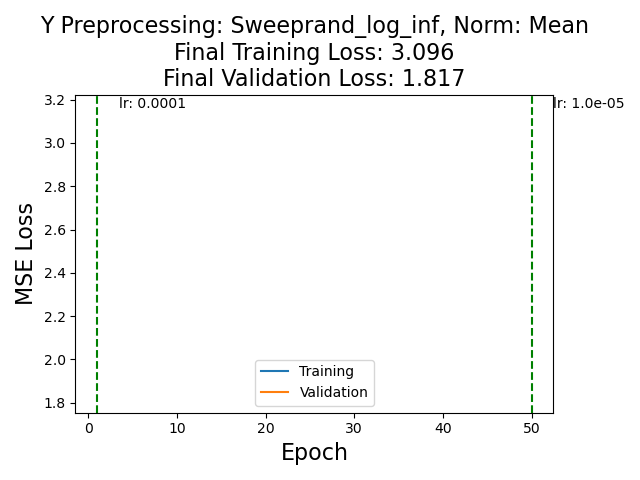 Y Preprocessing: Sweeprand_log_inf, Norm: Mean
Final Training Loss: 3.096
Final Validation Loss: 1.817
lr: 0.0001
lr: 1.0e-05
3.2
3.0
2.8
2.6
2.4
2.2
2.0
1.8
MSE Loss
Training
Validation
0 10 20 30 40 50
Epoch